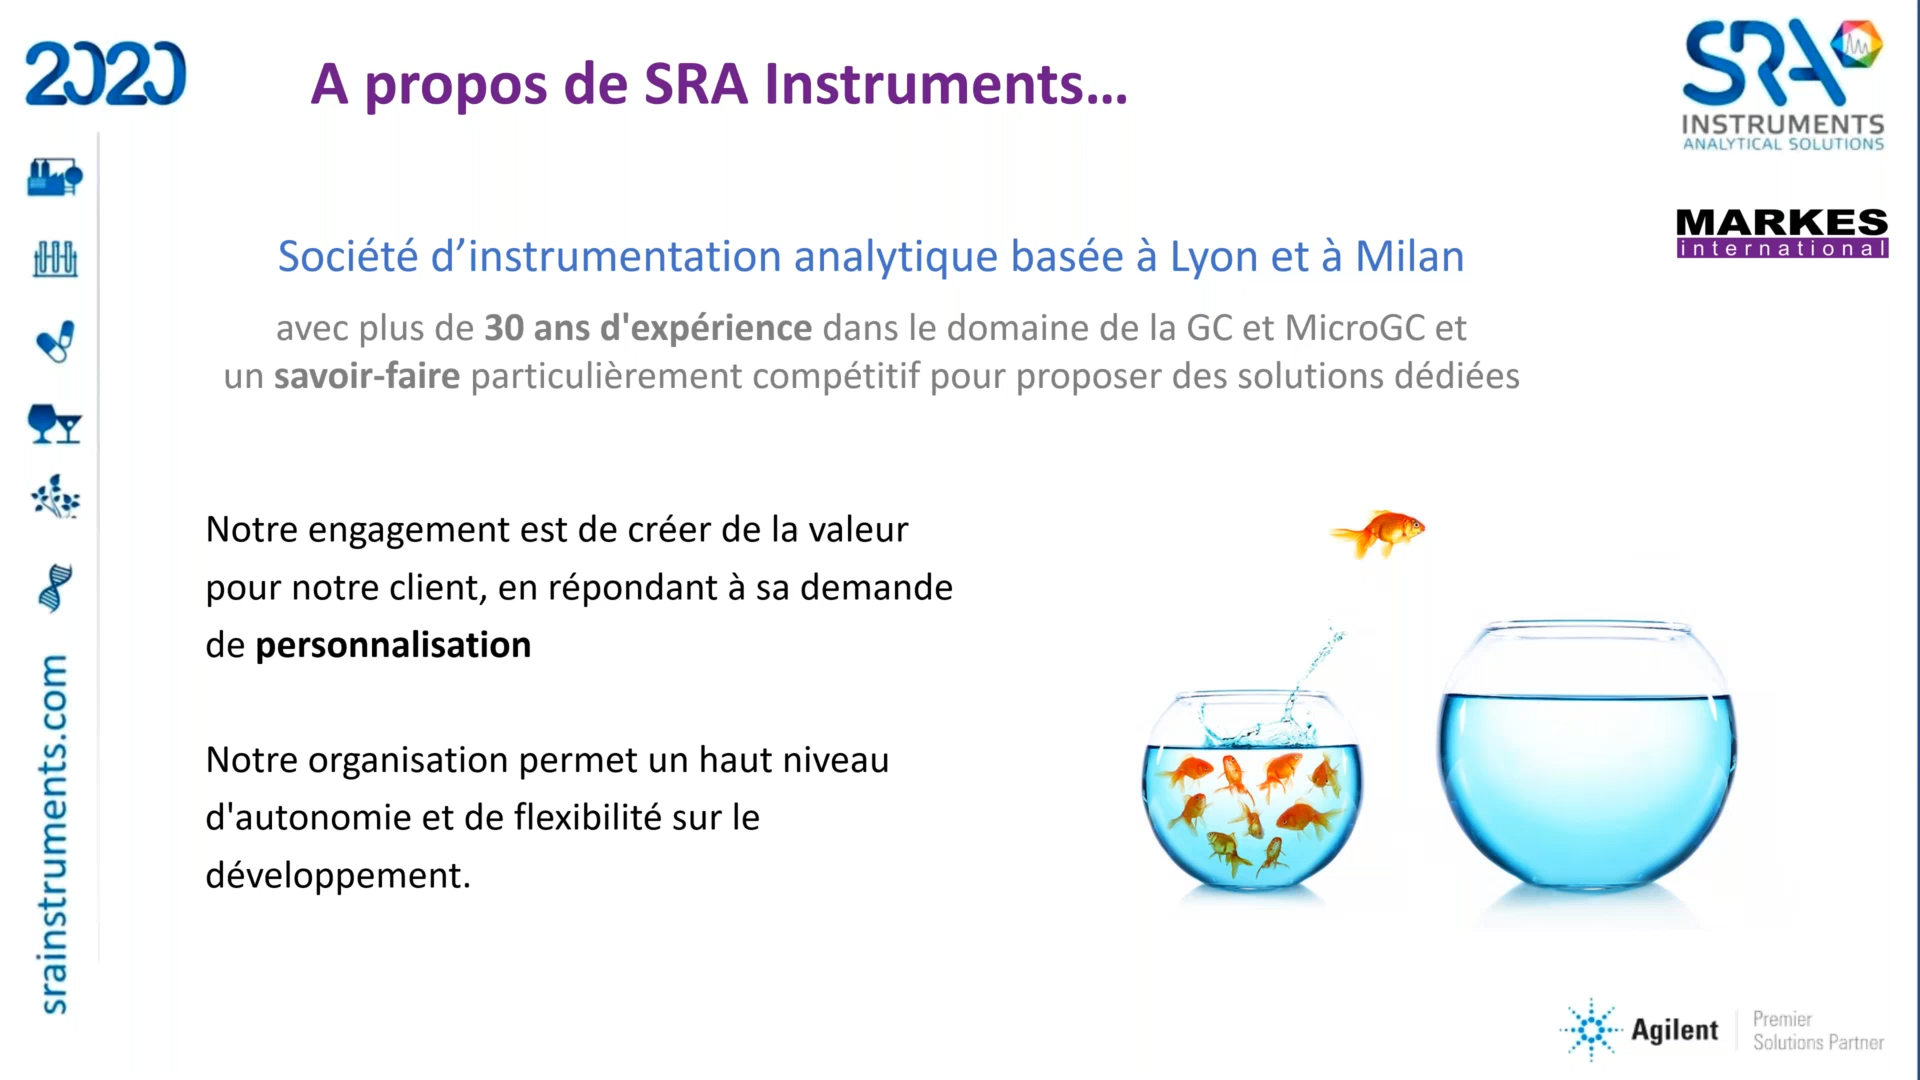 2020
A propos de SRA Instruments...
SRA
INSTRUMENTS
ANALYTICAL SOLUTIONS
MARKES
international
Société d’instrumentation analytique basée à Lyon et à Milan
avec plus de 30 ans d'expérience dans le domaine de la GC et MicroGC et
un savoir-faire particulièrement compétitif pour proposer des solutions dédiées
Notre engagement est de créer de la valeur
pour notre client, en répondant à sa demande
de personnalisation
Notre organisation permet un haut niveau
d'autonomie et de flexibilité sur le
développement.
srainstruments.com
Agilent
Premier
Solutions Partner